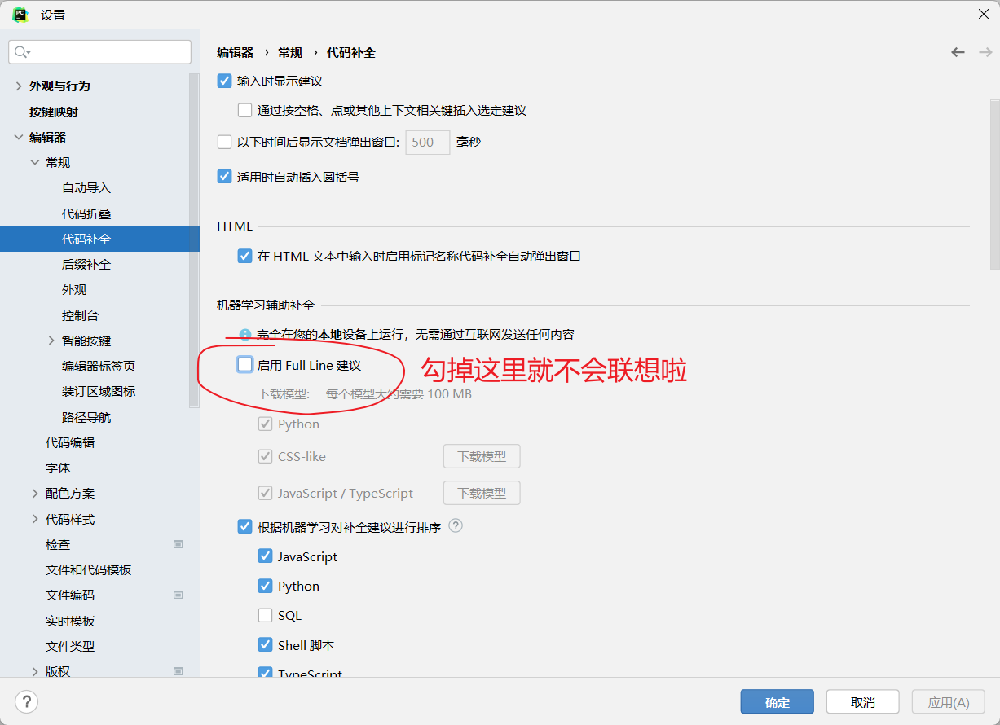 设置
编辑器 › 常规 › 代码补全
外观与行为
按键映射
编辑器
常规
自动导入
代码折叠
代码补全
后缀补全
外观
控制台
智能按键
编辑器标签页
装订区域图标
路径导航
代码编辑
字体
配色方案
代码样式
检查
文件和代码模板
文件编码
实时模板
文件类型
版权
输入时显示建议
通过按空格、点或其他上下文相关键插入选定建议
以下时间后显示文档弹出窗口: 500 毫秒
适用时自动插入圆括号
HTML
在 HTML 文本中输入时启用标记名称代码补全自动弹出窗口
机器学习辅助补全
完全在您的本地设备上运行，无需通过互联网发送任何内容
启用 Full Line 建议
勾掉这里就不会联想啦
下载模型: 每个模型大约需要 100 MB
Python
CSS-like 下载模型
JavaScript / TypeScript 下载模型
根据机器学习对补全建议进行排序 ?
JavaScript
Python
SQL
Shell 脚本
TypeScript
? 确定 取消 应用(A)